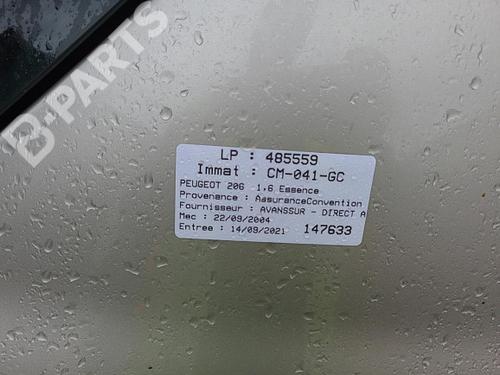 B-PARTS
LP : 485559
Immat : CM-041-GC
PEUGEOT 206 1.6 Essence
Provenance : AssuranceConvention
Fournisseur : AVANSSUR - DIRECT A
Mec : 22/09/2004
Entree : 14/09/2021 147633